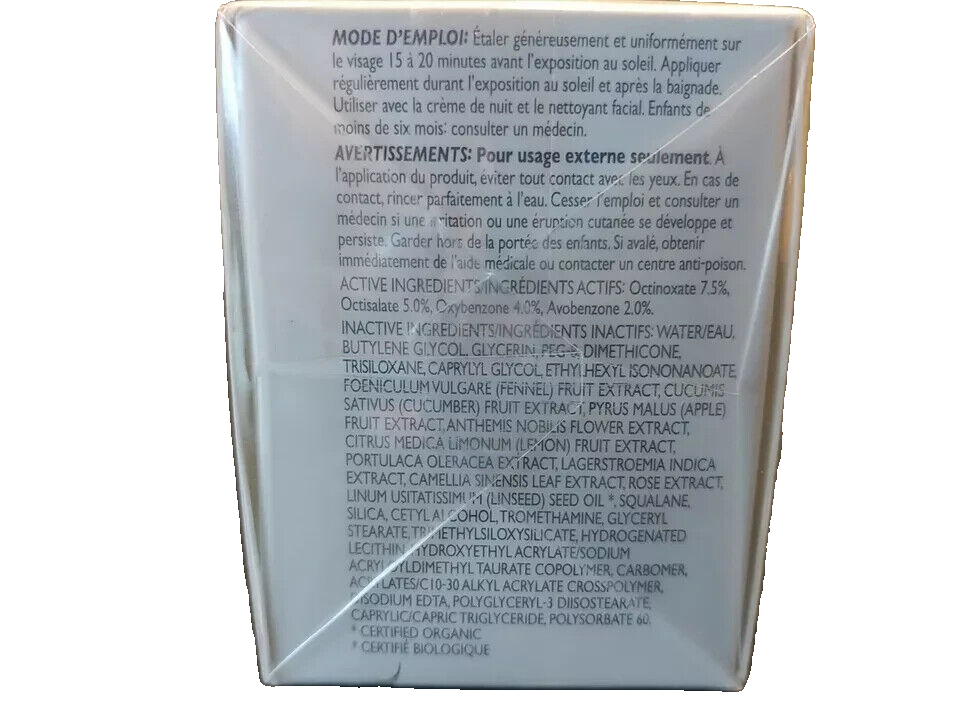 MODE D'EMPLOI: Étaler généreusement et uniformément sur
le visage 15 à 20 minutes avant l'exposition au soleil. Appliquer
régulièrement durant l'exposition au soleil et après la baignade.
Utiliser avec la crème de nuit et le nettoyant facial. Enfants de
moins de six mois: consulter un médecin.
AVERTISSEMENTS: Pour usage externe seulement. À
l'application du produit, éviter tout contact avec les yeux. En cas de
contact, rincer parfaitement à l'eau. Cesser l'emploi et consulter un
médecin si une irritation ou une éruption cutanée se développe et
persiste. Garder hors de la portée des enfants. Si avalé, obtenir
immédiatement de l'aide médicale ou contacter un centre anti-poison.
ACTIVE INGREDIENTS/INGRÉDIENTS ACTIFS: Octinoxate 7.5%,
Octisalate 5.0%, Oxybenzone 4.0%, Avobenzone 2.0%.
INACTIVE INGREDIENTS/INGRÉDIENTS INACTIFS: WATER/EAU,
BUTYLENE GLYCOL, GLYCERIN, PEG-8, DIMETHICONE,
TRISILOXANE, CAPRYLYL GLYCOL, ETHYLHEXYL ISONONANOATE,
FOENICULUM VULGARE (FENNEL) FRUIT EXTRACT, CUCUMIS
SATIVUS (CUCUMBER) FRUIT EXTRACT, PYRUS MALUS (APPLE)
FRUIT EXTRACT, ANTHEMIS NOBILIS FLOWER EXTRACT,
CITRUS MEDICA LIMONUM (LEMON) FRUIT EXTRACT,
PORTULACA OLERACEA EXTRACT, LAGERSTROEMIA INDICA
EXTRACT, CAMELLIA SINENSIS LEAF EXTRACT, ROSE EXTRACT,
LINUM USITATISSIMUM (LINSEED) SEED OIL *, SQUALANE,
SILICA, CETYL ALCOHOL, TROMETHAMINE, GLYCERYL
STEARATE, TRIMETHYLSILOXYSILICATE, HYDROGENATED
LECITHIN, HYDROXYETHYL ACRYLATE/SODIUM
ACRYLOYLDIMETHYL TAURATE COPOLYMER, CARBOMER,
ACRYLATES/C10-30 ALKYL ACRYLATE CROSSPOLYMER,
DISODIUM EDTA, POLYGLYCERYL-3 DIISOSTEARATE,
CAPRYLIC/CAPRIC TRIGLYCERIDE, POLYSORBATE 60.
* CERTIFIED ORGANIC
* CERTIFIÉ BIOLOGIQUE